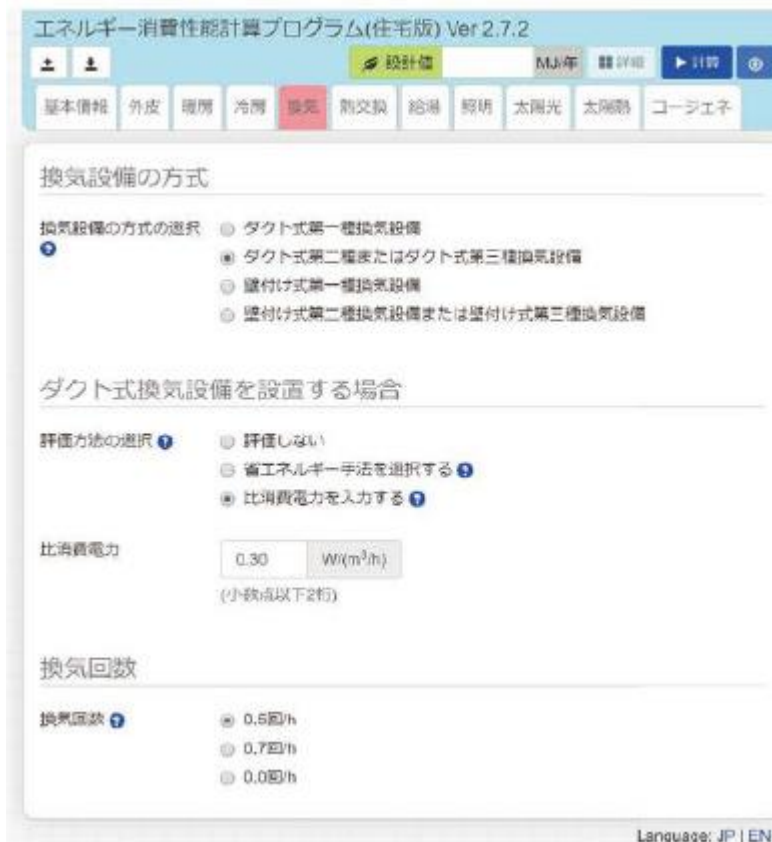 エネルギー消費性能計算プログラム(住宅版) Ver 2.7.2
設計値 MJ/年 詳細 計算
基本情報 外皮 暖房 冷房 換気 熱交換 給湯 照明 太陽光 太陽熱 コージェネ
換気設備の方式
換気設備の方式の選択
ダクト式第一種換気設備
ダクト式第二種またはダクト式第三種換気設備
壁付け式第一種換気設備
壁付け式第二種換気設備または壁付け式第三種換気設備
ダクト式換気設備を設置する場合
評価方法の選択
評価しない
省エネルギー手法を選択する
比消費電力を入力する
比消費電力 0.30 W/(m³/h)
(小数点以下2桁)
換気回数
換気回数
0.5回/h
0.7回/h
0.0回/h
Language: JP | EN